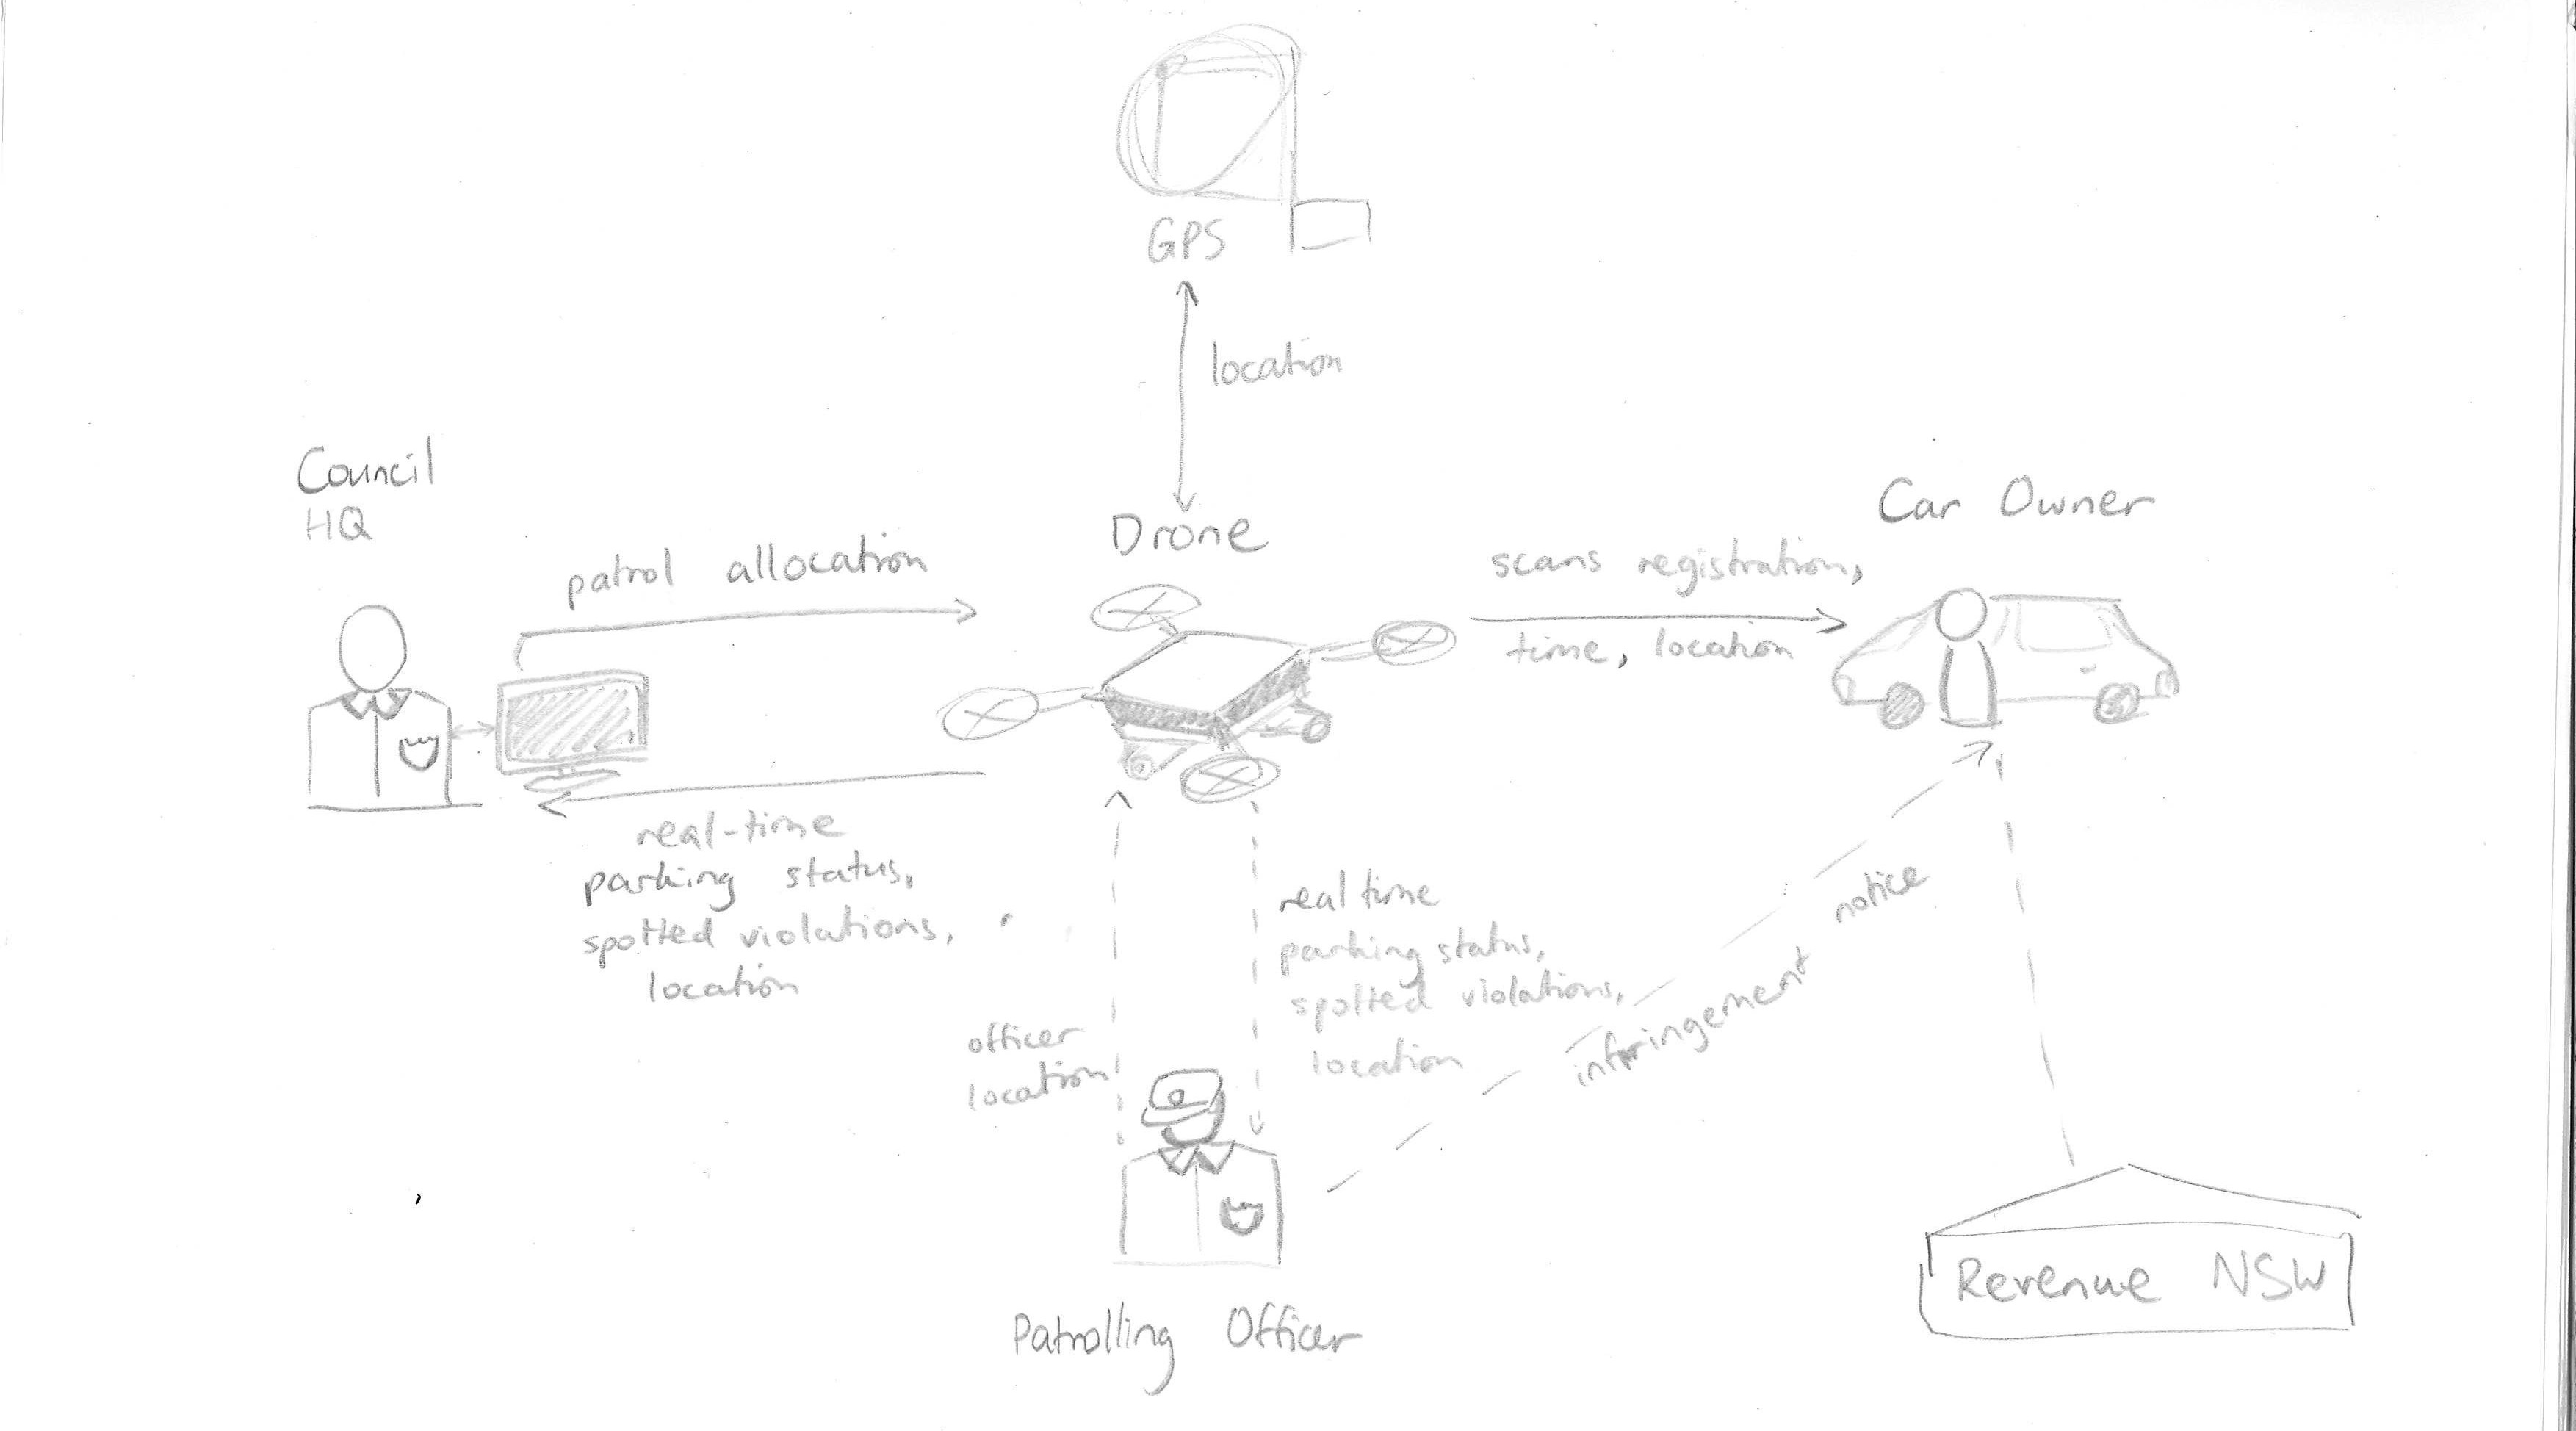 GPS
location
Council
HQ
Drone
Car Owner
patrol allocation
scans registration,
time, location
real-time
parking status,
spotted violations,
location
real time
parking status,
spotted violations,
location
officer
location
infringement notice
Patrolling Officer
Revenue NSW